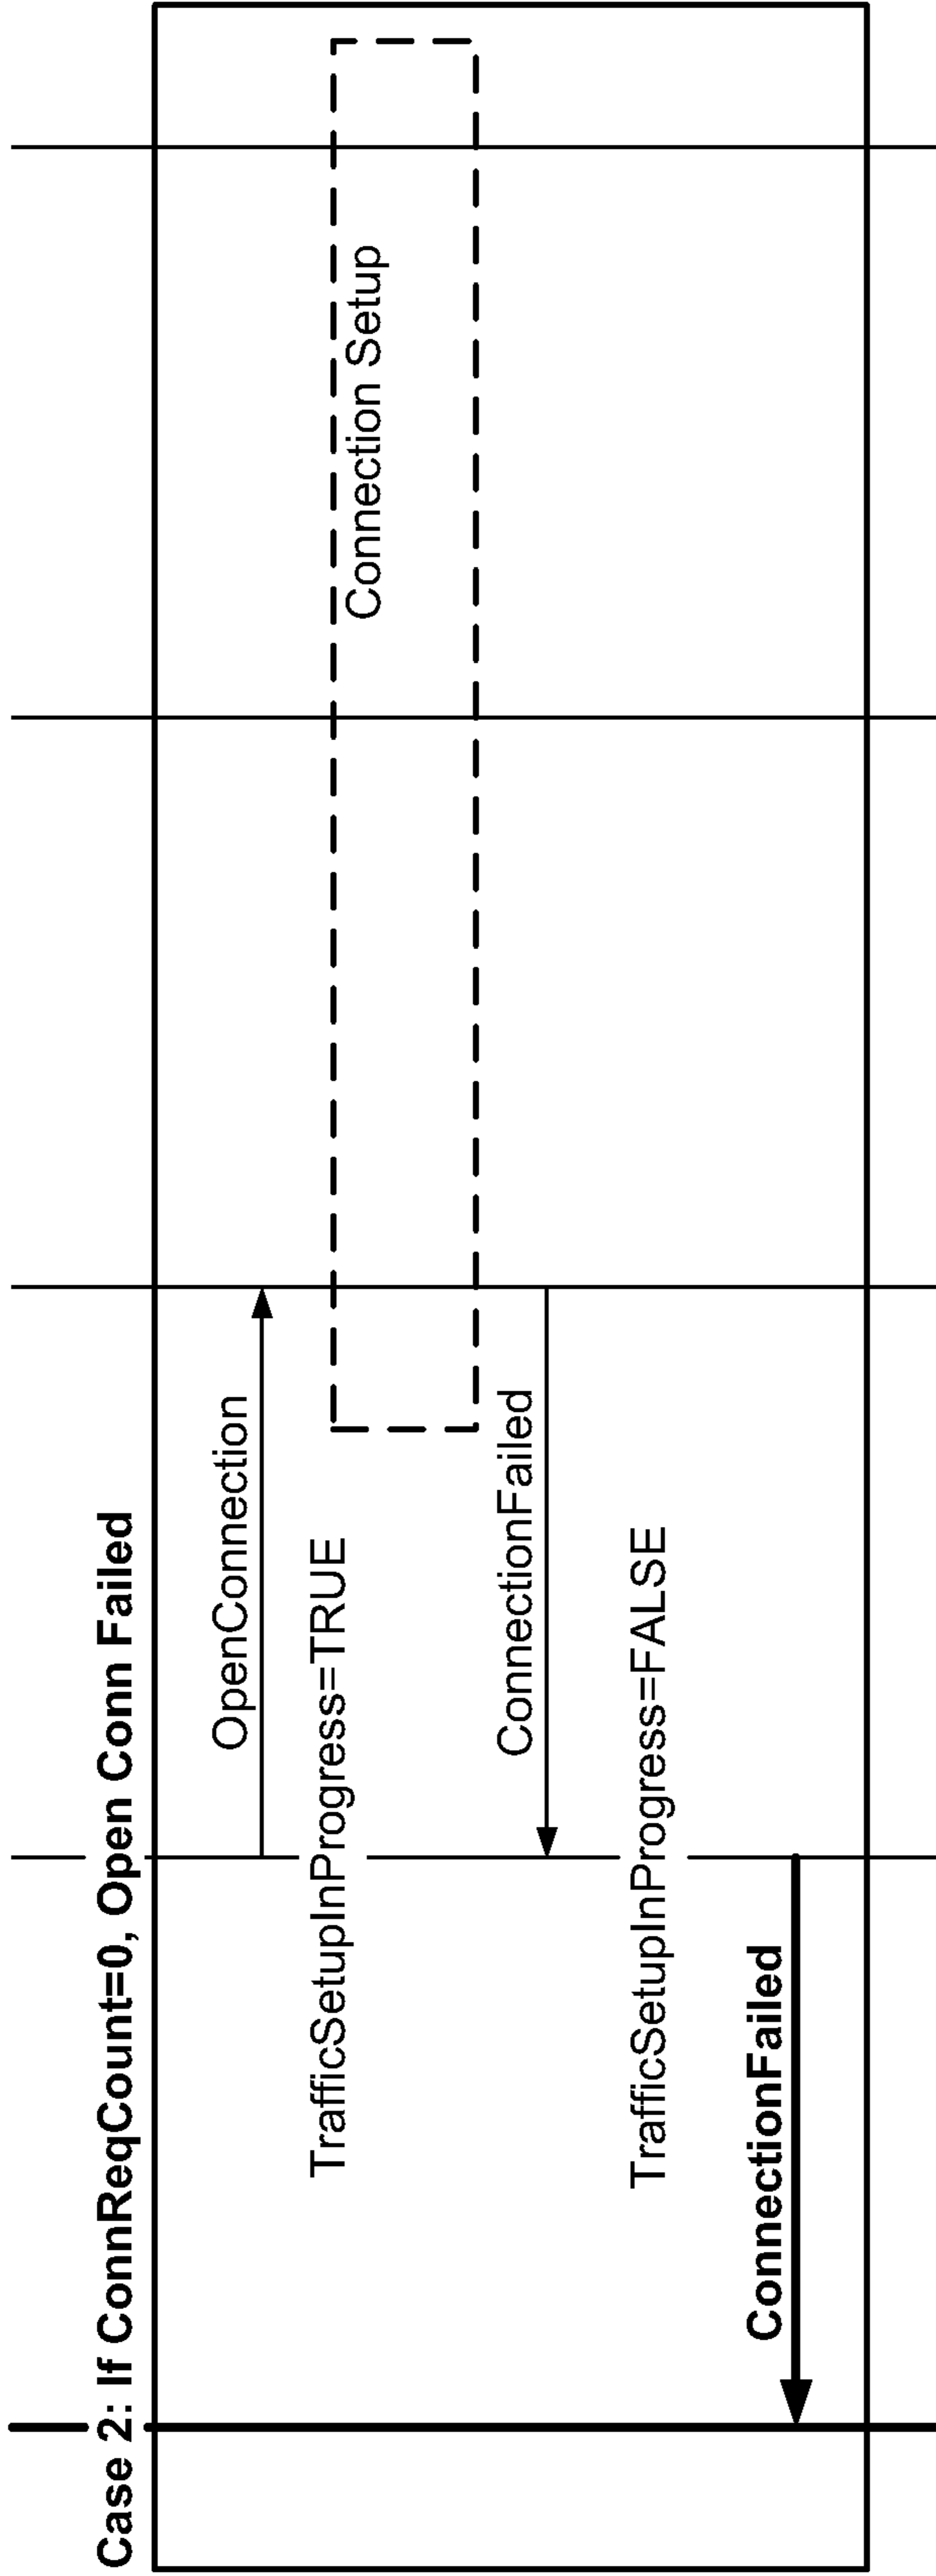 Case 2: If ConnReqCount=0, Open Conn Failed
OpenConnection
TrafficSetupInProgress=TRUE
Connection Setup
ConnectionFailed
TrafficSetupInProgress=FALSE
ConnectionFailed